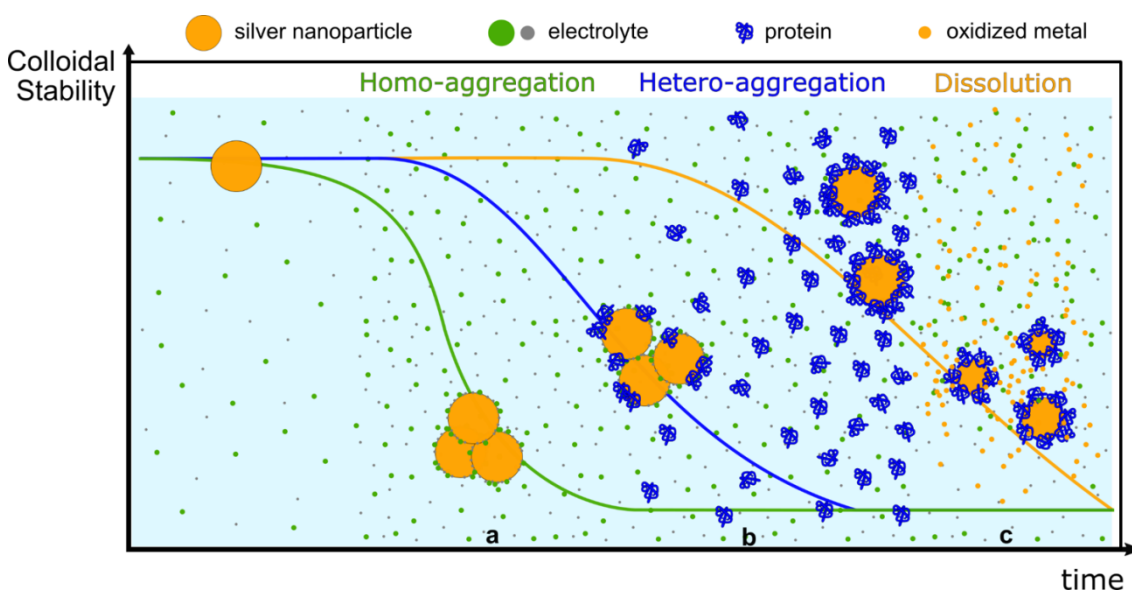 silver nanoparticle electrolyte protein oxidized metal
Colloidal
Stability
Homo-aggregation Hetero-aggregation Dissolution
a b c
time